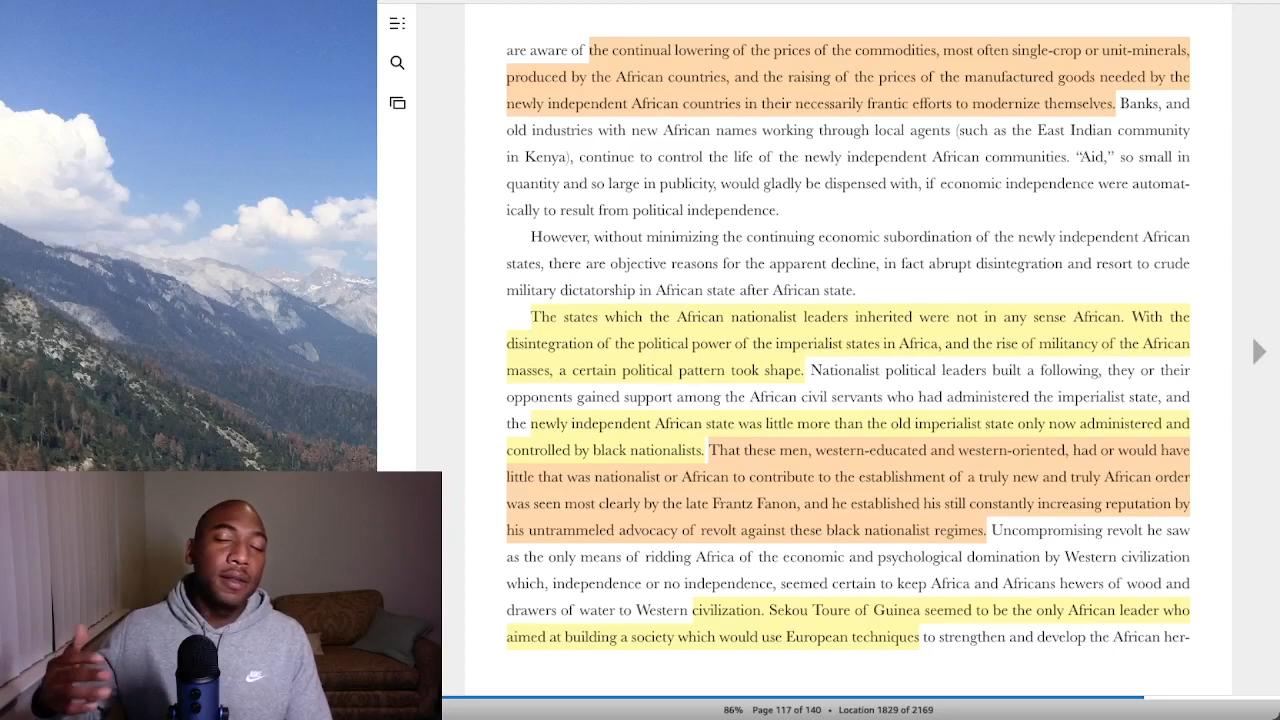 are aware of the continual lowering of the prices of the commodities, most often single-crop or unit-minerals,
produced by the African countries, and the raising of the prices of the manufactured goods needed by the
newly independent African countries in their necessarily frantic efforts to modernize themselves. Banks, and
old industries with new African names working through local agents (such as the East Indian community
in Kenya), continue to control the life of the newly independent African communities. “Aid,” so small in
quantity and so large in publicity, would gladly be dispensed with, if economic independence were automat-
ically to result from political independence.
However, without minimizing the continuing economic subordination of the newly independent African
states, there are objective reasons for the apparent decline, in fact abrupt disintegration and resort to crude
military dictatorship in African state after African state.
The states which the African nationalist leaders inherited were not in any sense African. With the
disintegration of the political power of the imperialist states in Africa, and the rise of militancy of the African
masses, a certain political pattern took shape. Nationalist political leaders built a following, they or their
opponents gained support among the African civil servants who had administered the imperialist state, and
the newly independent African state was little more than the old imperialist state only now administered and
controlled by black nationalists. That these men, western-educated and western-oriented, had or would have
little that was nationalist or African to contribute to the establishment of a truly new and truly African order
was seen most clearly by the late Frantz Fanon, and he established his still constantly increasing reputation by
his untrammeled advocacy of revolt against these black nationalist regimes. Uncompromising revolt he saw
as the only means of ridding Africa of the economic and psychological domination by Western civilization
which, independence or no independence, seemed certain to keep Africa and Africans hewers of wood and
drawers of water to Western civilization. Sekou Toure of Guinea seemed to be the only African leader who
aimed at building a society which would use European techniques to strengthen and develop the African her-
86% Page 117 of 140 • Location 1829 of 2169